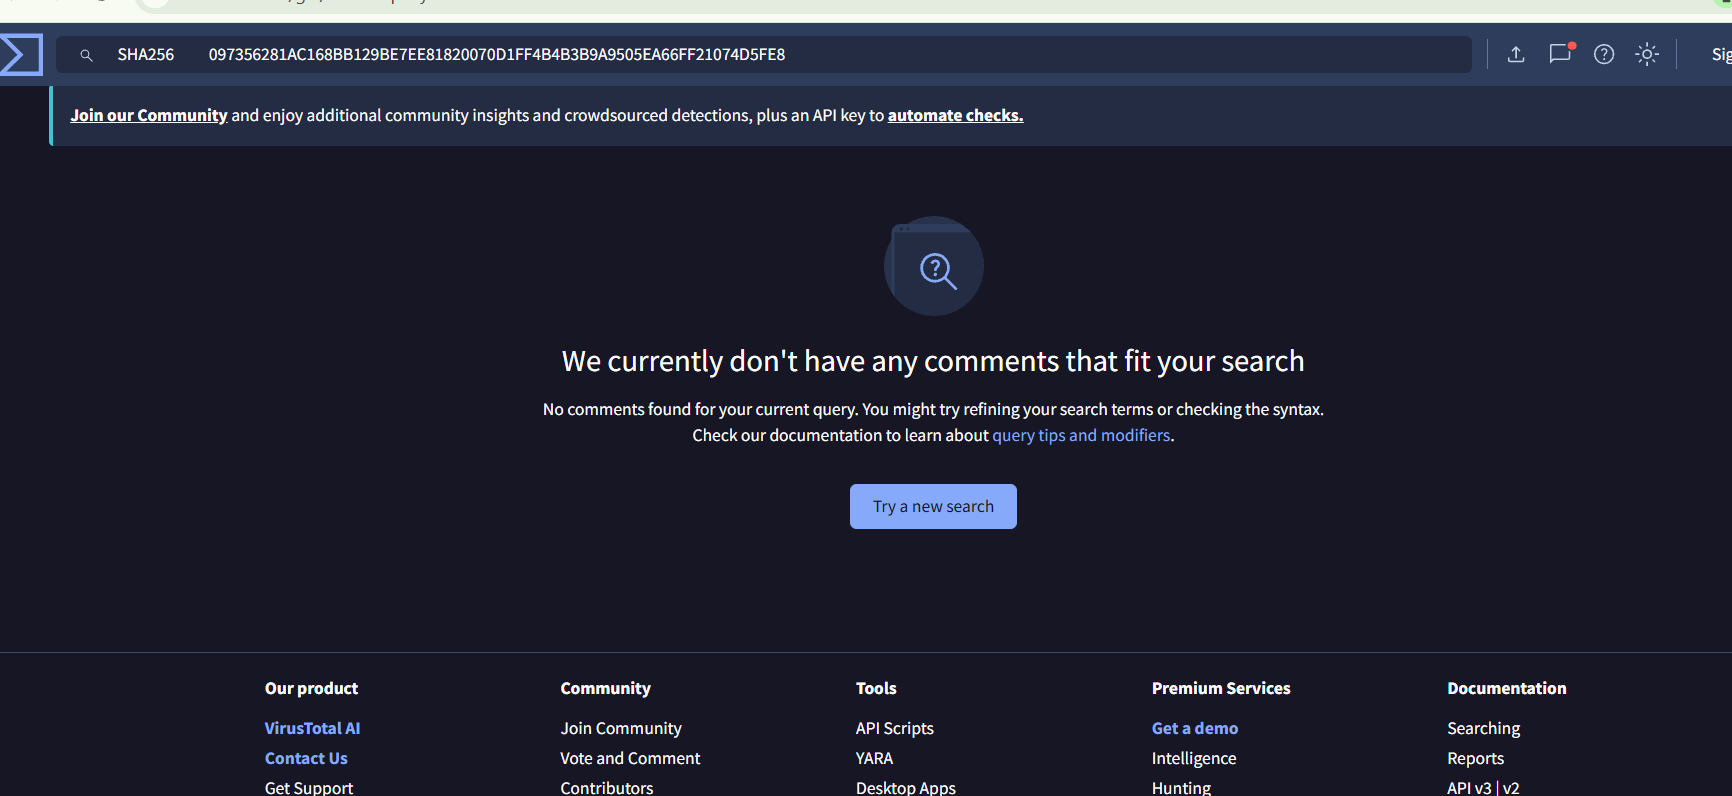 SHA256 097356281AC168BB129BE7EE81820070D1FF4B4B3B9A9505EA66FF21074D5FE8
Join our Community and enjoy additional community insights and crowdsourced detections, plus an API key to automate checks.
We currently don't have any comments that fit your search
No comments found for your current query. You might try refining your search terms or checking the syntax.
Check our documentation to learn about query tips and modifiers.
Try a new search
Our product
VirusTotal AI
Contact Us
Get Support
Community
Join Community
Vote and Comment
Contributors
Tools
API Scripts
YARA
Desktop Apps
Premium Services
Get a demo
Intelligence
Hunting
Documentation
Searching
Reports
API v3 | v2